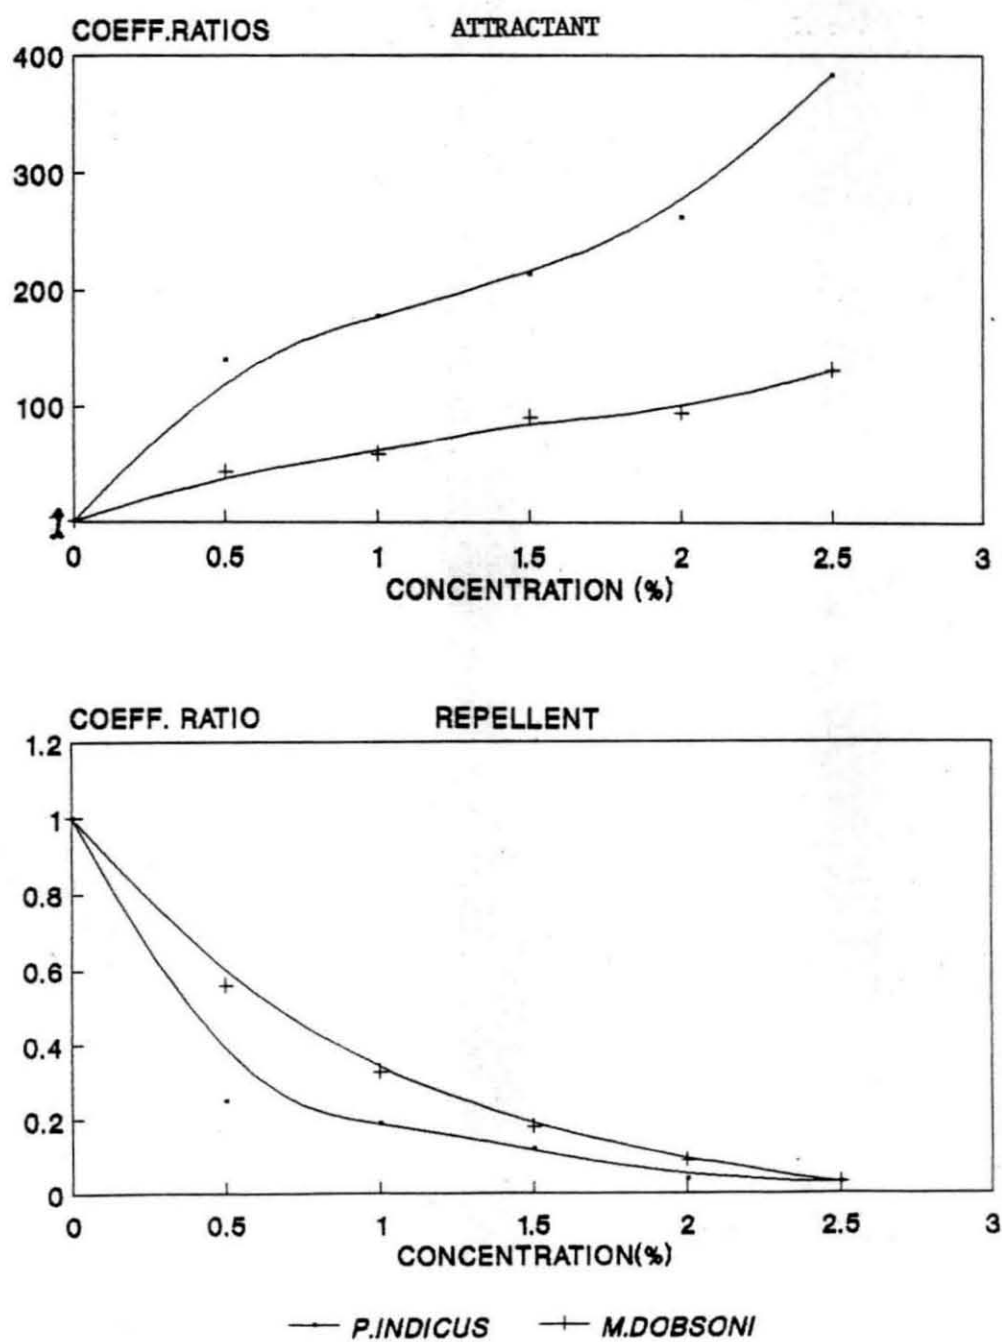 COEFF.RATIOS ATTRACTANT
400
300
200
100
1
0 0.5 1 1.5 2 2.5 3
CONCENTRATION (%)
COEFF. RATIO REPELLENT
1.2
1
0.8
0.6
0.4
0.2
0
0 0.5 1 1.5 2 2.5 3
CONCENTRATION(%)
P.INDICUS M.DOBSONI